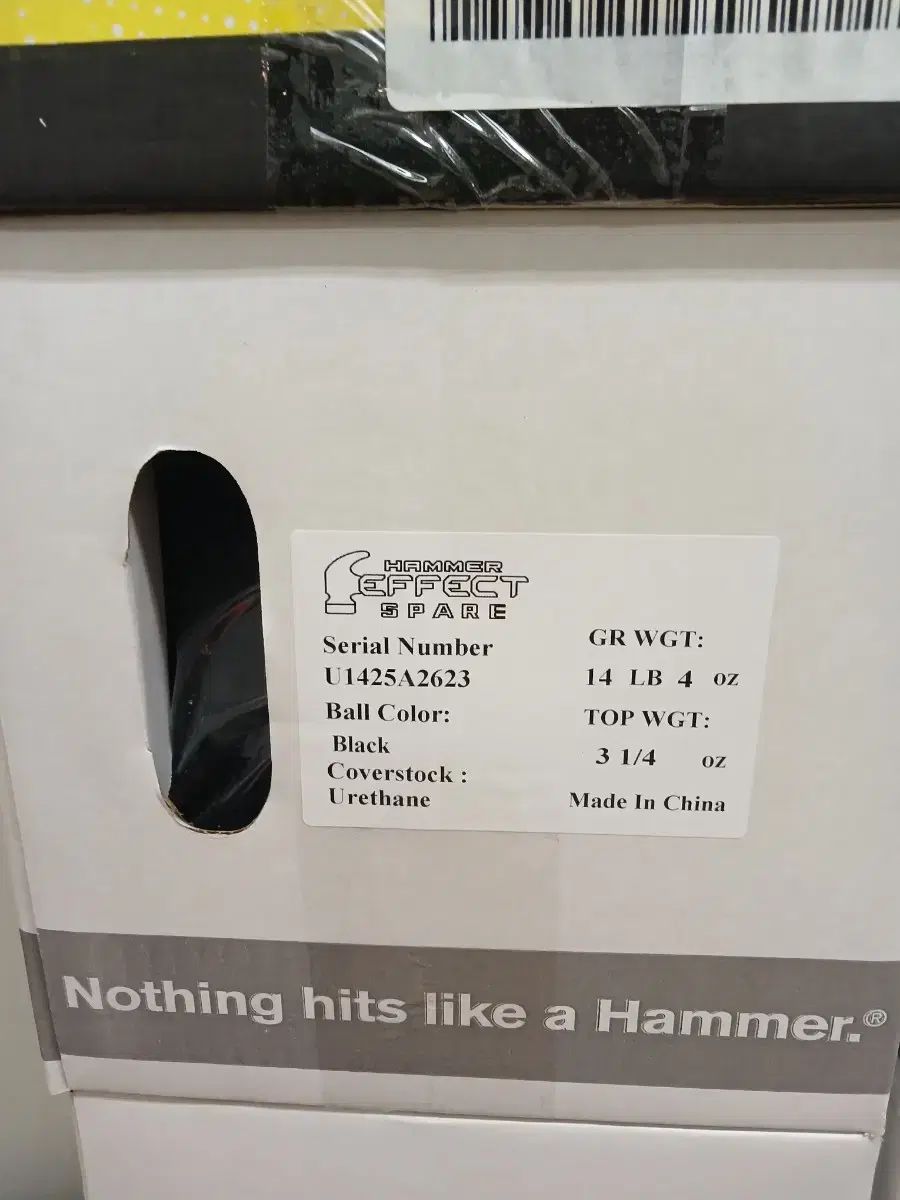 HAMMER
EFFECT
SPARE
Serial Number
U1425A2623
Ball Color:
Black
Coverstock :
Urethane
GR WGT:
14 LB 4 oz
TOP WGT:
3 1/4 oz
Made In China
Nothing hits like a Hammer.®